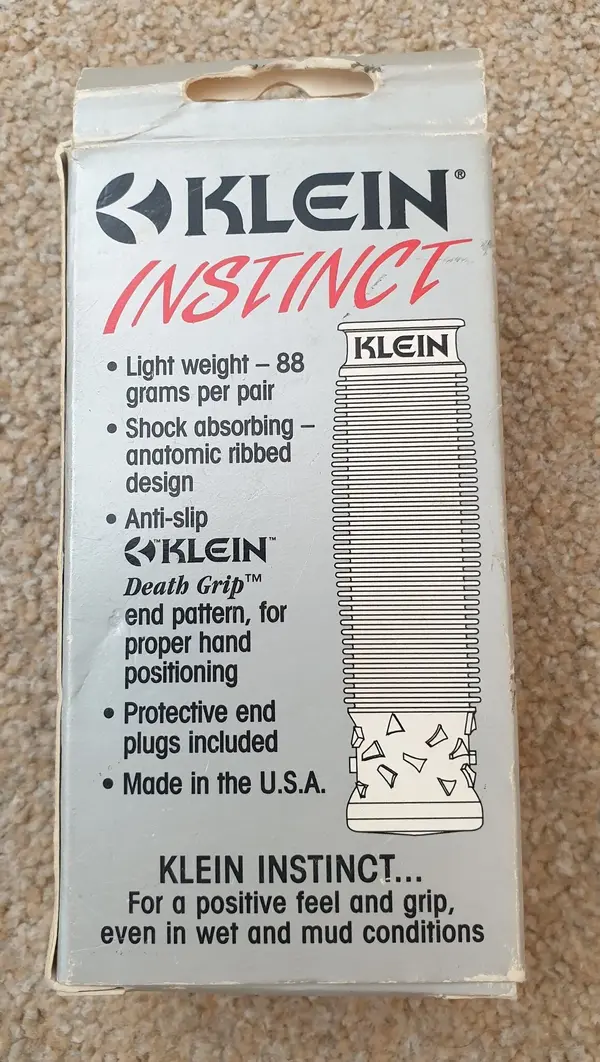 KLEIN®
INSTINCT
• Light weight – 88
grams per pair
• Shock absorbing –
anatomic ribbed
design
• Anti-slip
™KLEIN™
Death Grip™
end pattern, for
proper hand
positioning
• Protective end
plugs included
• Made in the U.S.A.
KLEIN
KLEIN INSTINCT...
For a positive feel and grip,
even in wet and mud conditions